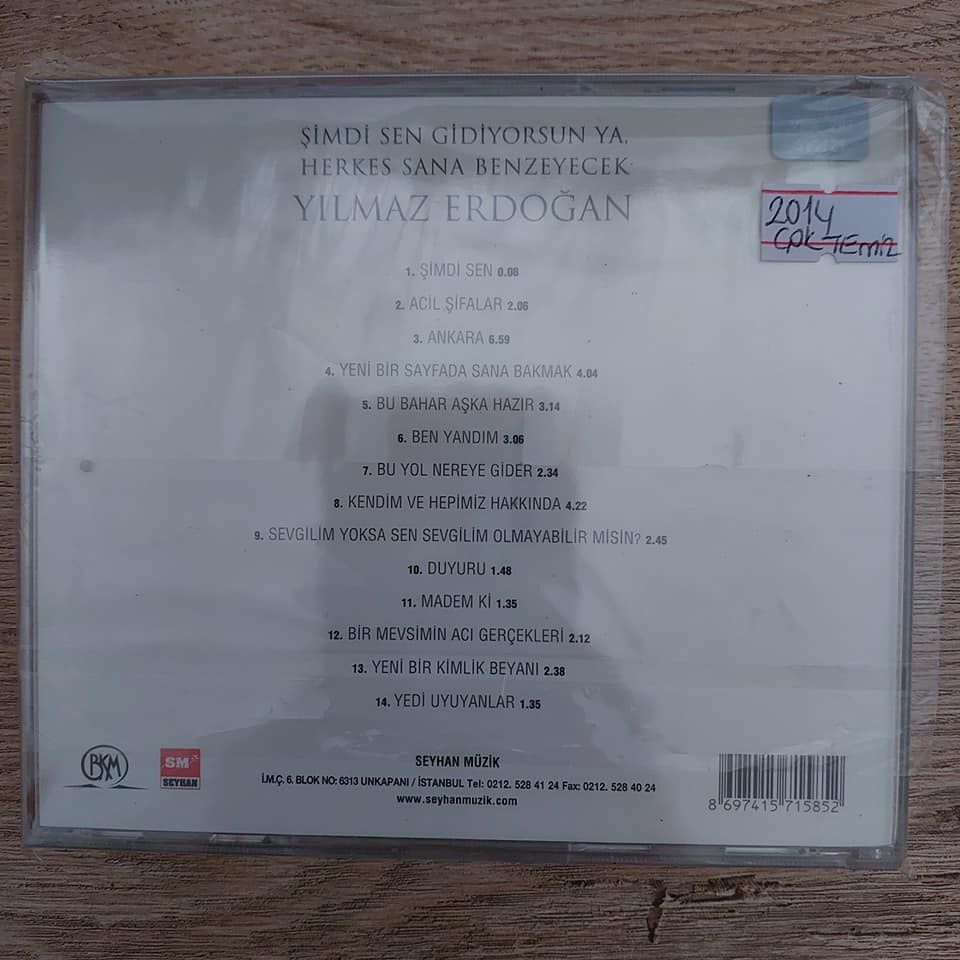 ŞİMDİ SEN GİDİYORSUN YA,
HERKES SANA BENZEYECEK
YILMAZ ERDOĞAN
2014
ÇOK TEMİZ
1. ŞİMDİ SEN 0.08
2. ACİL ŞİFALAR 2.06
3. ANKARA 6.59
4. YENİ BİR SAYFADA SANA BAKMAK 4.04
5. BU BAHAR AŞKA HAZIR 3.14
6. BEN YANDIM 3.06
7. BU YOL NEREYE GİDER 2.34
8. KENDİM VE HEPİMİZ HAKKINDA 4.22
9. SEVGİLİM YOKSA SEN SEVGİLİM OLMAYABİLİR MİSİN? 2.45
10. DUYURU 1.48
11. MADEM Kİ 1.35
12. BİR MEVSİMİN ACI GERÇEKLERİ 2.12
13. YENİ BİR KİMLİK BEYANI 2.38
14. YEDİ UYUYANLAR 1.35
BKM
SM
SEYHAN
SEYHAN MÜZİK
İ.M.Ç. 6. BLOK NO: 6313 UNKAPANI / İSTANBUL Tel: 0212. 528 41 24 Fax: 0212. 528 40 24
www.seyhanmuzik.com
8 697415 715852